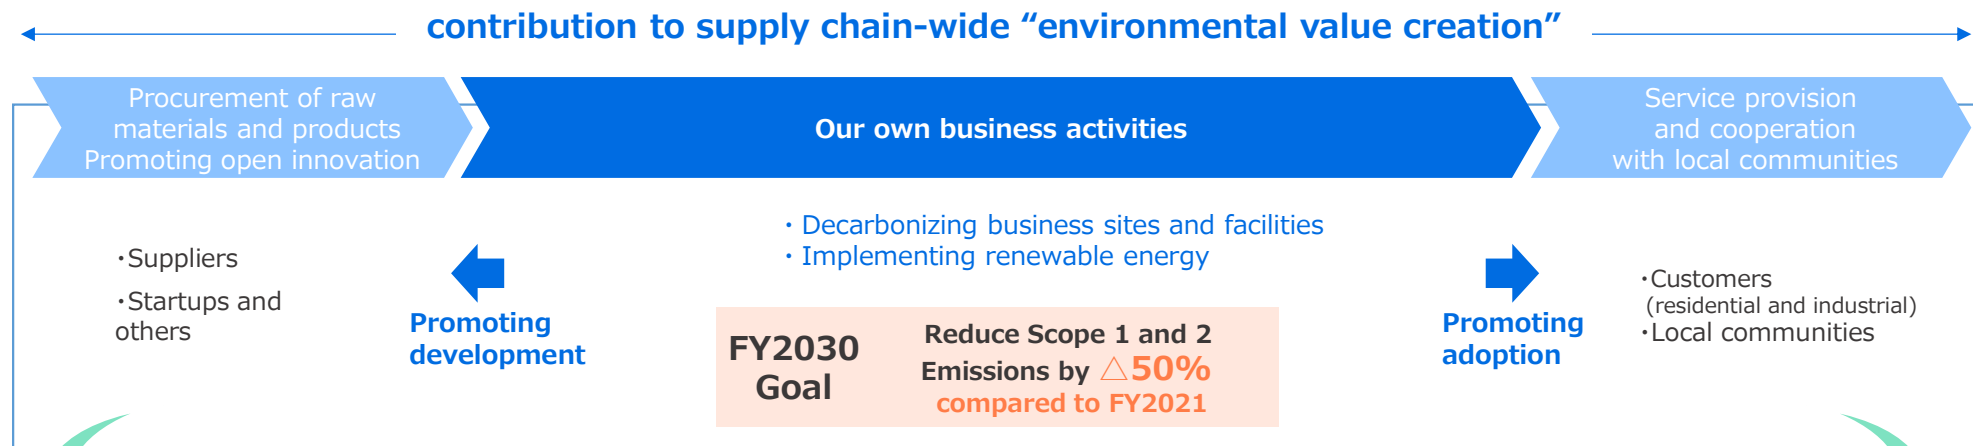 contribution to supply chain-wide “environmental value creation”
Procurement of raw
materials and products
Promoting open innovation
Our own business activities
Service provision
and cooperation
with local communities
・Decarbonizing business sites and facilities
・Implementing renewable energy
・Suppliers
・Startups and
others
Promoting
development
FY2030
Goal
Reduce Scope 1 and 2
Emissions by △50%
compared to FY2021
Promoting
adoption
・Customers
(residential and industrial)
・Local communities